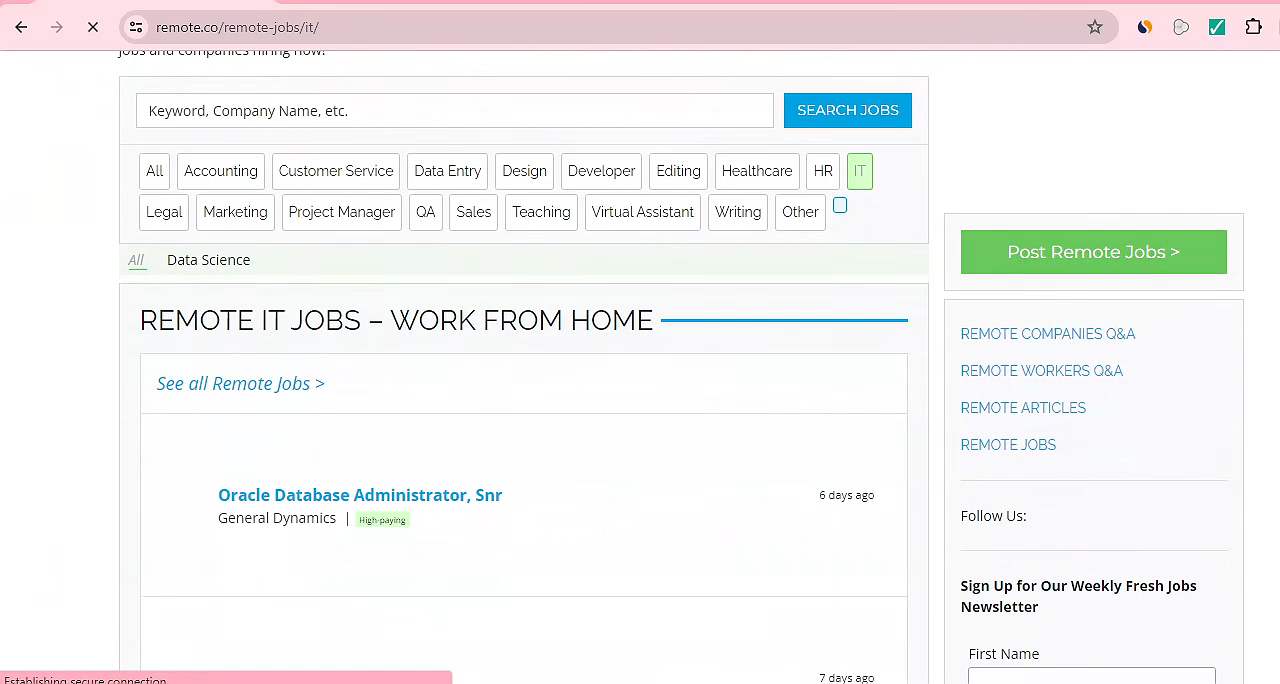 remote.co/remote-jobs/it/
jobs and companies hiring now!
Keyword, Company Name, etc.
SEARCH JOBS
All
Accounting
Customer Service
Data Entry
Design
Developer
Editing
Healthcare
HR
IT
Legal
Marketing
Project Manager
QA
Sales
Teaching
Virtual Assistant
Writing
Other
All
Data Science
REMOTE IT JOBS – WORK FROM HOME
See all Remote Jobs >
Oracle Database Administrator, Snr
6 days ago
General Dynamics | High-paying
7 days ago
Post Remote Jobs >
REMOTE COMPANIES Q&A
REMOTE WORKERS Q&A
REMOTE ARTICLES
REMOTE JOBS
Follow Us:
Sign Up for Our Weekly Fresh Jobs
Newsletter
First Name
Establishing secure connection